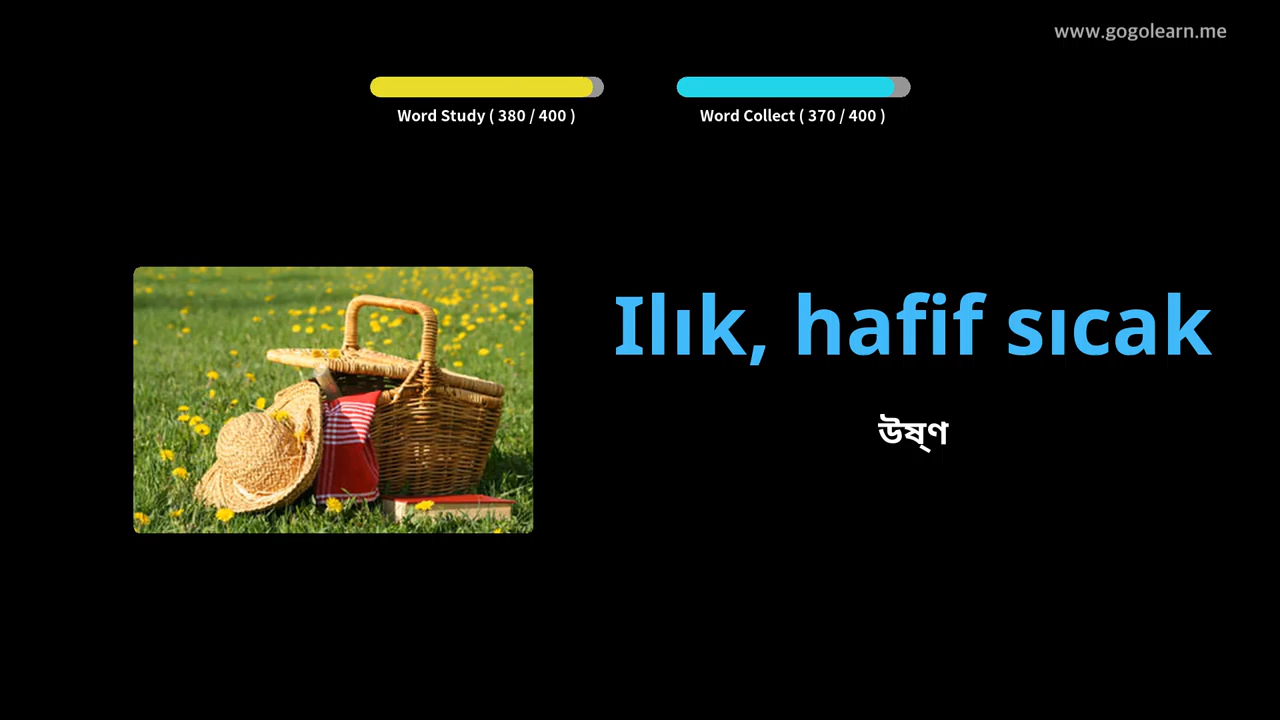 www.gogolearn.me
Word Study ( 380 / 400 )
Word Collect ( 370 / 400 )
Ilık, hafif sıcak
উষ্ণ